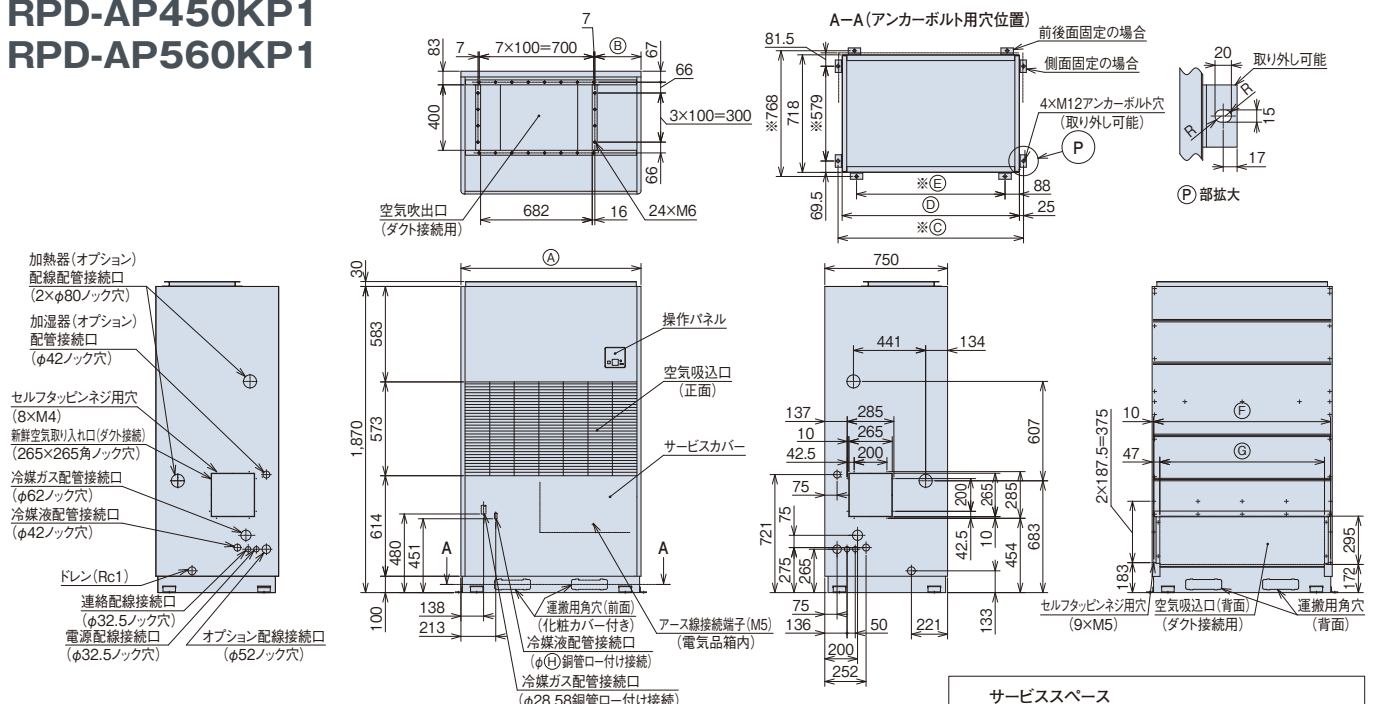 RPD-AP450KP1
RPD-AP560KP1
7
7
7×100=700
Ⓑ
83
67
66
400
3×100=300
66
空気吹出口
(ダクト接続用)
682
16
24×M6
A－A(アンカーボルト用穴位置)
前後面固定の場合
81.5
側面固定の場合
※768
718
※579
4×M12アンカーボルト穴
(取り外し可能)
P
※Ⓔ
88
69.5
Ⓓ
25
※Ⓒ
20
取り外し可能
R
R
15
17
Ⓟ部拡大
加熱器(オプション)
配線配管接続口
(2×φ80ノック穴)
加湿器(オプション)
配管接続口
(φ42ノック穴)
セルフタッピンネジ用穴
(8×M4)
新鮮空気取り入れ口(ダクト接続)
(265×265角ノック穴)
冷媒ガス配管接続口
(φ62ノック穴)
冷媒液配管接続口
(φ42ノック穴)
ドレン(Rc1)
連絡配線接続口
(φ32.5ノック穴)
電源配線接続口
(φ32.5ノック穴)
オプション配線接続口
(φ52ノック穴)
Ⓐ
30
583
1,870
573
614
480
451
100
A
A
138
213
操作パネル
空気吸込口
(正面)
サービスカバー
運搬用角穴(前面)
(化粧カバー付き)
冷媒液配管接続口
(φⒽ銅管ロー付け接続)
冷媒ガス配管接続口
(φ28.58銅管ロー付け接続)
アース線接続端子(M5)
(電気品箱内)
750
441
134
137
285
10
265
42.5
200
75
607
721
75
275
265
200
265
285
42.5
10
454
683
75
136
50
221
133
200
252
10
Ⓕ
47
Ⓖ
2×187.5=375
183
295
172
セルフタッピンネジ用穴
(9×M5)
空気吸込口(背面)
(ダクト接続用)
運搬用角穴
(背面)
サービススペース